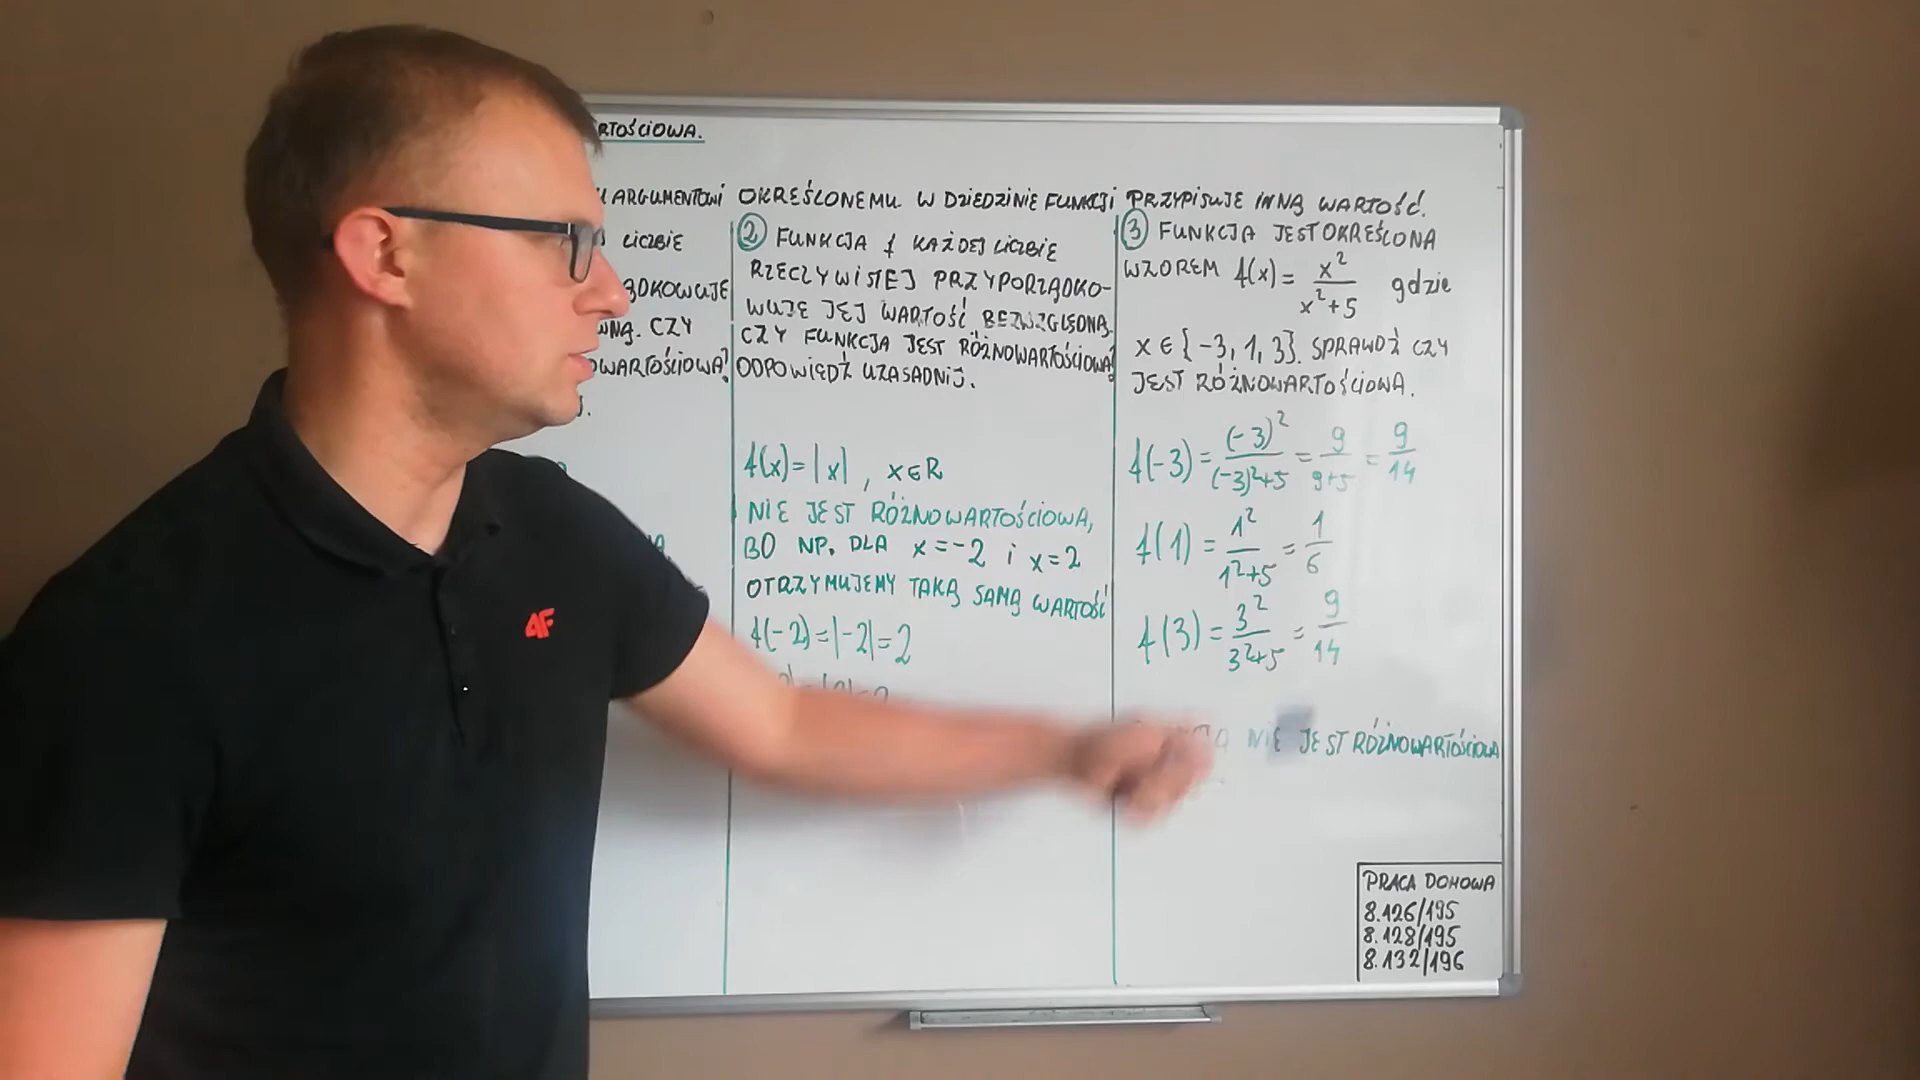 RTOŚCIOWA.
ARGUMENTOWI OKREŚLONEMU W DZIEDZINIE FUNKCJI PRZYPISUJE INNĄ WARTOŚĆ.
LICZBIE
ĄDKOWUJE
WNĄ. CZY
OWARTOŚCIOWA?
J.
2 FUNKCJA f KAŻDEJ LICZBIE
RZECZYWISTEJ PRZYPORZĄDKO-
WUJE JEJ WARTOŚĆ BEZWZGLĘDNĄ.
CZY FUNKCJA JEST RÓŻNOWARTOŚCIOWA?
ODPOWIEDŹ UZASADNIJ.
f(x)=|x|, x∈R
NIE JEST RÓŻNOWARTOŚCIOWA,
BO NP. DLA x=-2 i x=2
OTRZYMUJEMY TAKĄ SAMĄ WARTOŚĆ
f(-2)=|-2|=2
3 FUNKCJA JEST OKREŚLONA
WZOREM f(x)= x²/(x²+5) gdzie
x∈{-3, 1, 3}. SPRAWDŹ CZY
JEST RÓŻNOWARTOŚCIOWA.
f(-3)= (-3)²/((-3)²+5) = 9/(9+5) = 9/14
f(1)= 1²/(1²+5) = 1/6
f(3)= 3²/(3²+5) = 9/14
NIE JEST RÓŻNOWARTOŚCIOWA
PRACA DOMOWA
8.126/195
8.128/195
8.132/196
4F